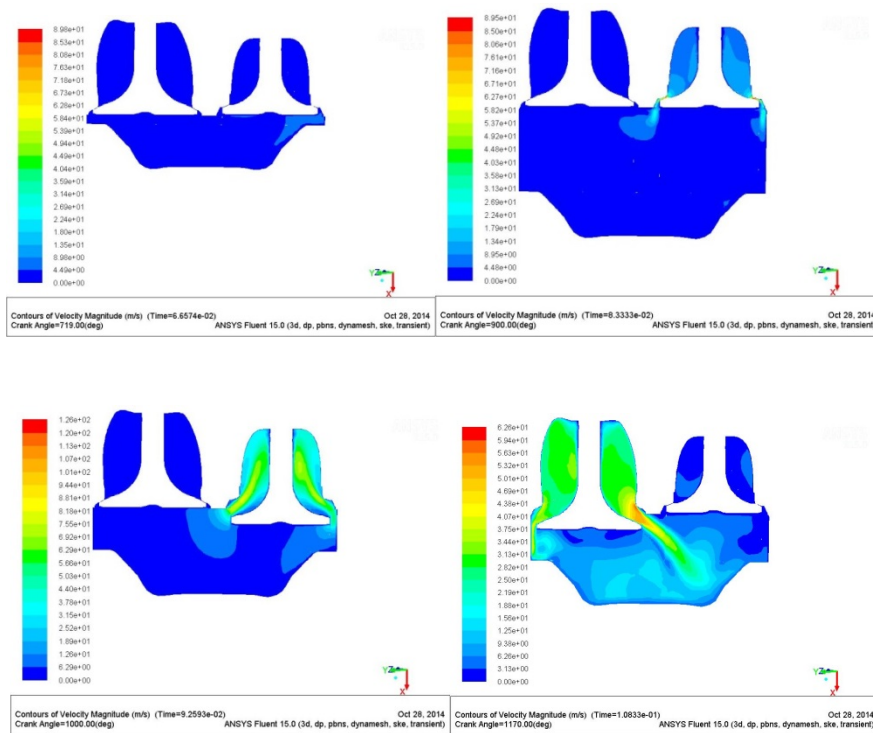 8.98e+01
8.53e+01
8.08e+01
7.63e+01
7.18e+01
6.73e+01
6.28e+01
5.84e+01
5.39e+01
4.94e+01
4.49e+01
4.04e+01
3.59e+01
3.14e+01
2.69e+01
2.24e+01
1.80e+01
1.35e+01
8.98e+00
4.49e+00
0.00e+00
Y Z
X
Contours of Velocity Magnitude (m/s) (Time=6.6574e-02) Oct 28, 2014
Crank Angle=719.00(deg) ANSYS Fluent 15.0 (3d, dp, pbns, dynamesh, ske, transient)
8.95e+01
8.50e+01
8.06e+01
7.61e+01
7.16e+01
6.71e+01
6.27e+01
5.82e+01
5.37e+01
4.92e+01
4.48e+01
4.03e+01
3.58e+01
3.13e+01
2.69e+01
2.24e+01
1.79e+01
1.34e+01
8.95e+00
4.48e+00
0.00e+00
Y Z
X
Contours of Velocity Magnitude (m/s) (Time=8.3333e-02) Oct 28, 2014
Crank Angle=900.00(deg) ANSYS Fluent 15.0 (3d, dp, pbns, dynamesh, ske, transient)
1.26e+02
1.20e+02
1.13e+02
1.07e+02
1.01e+02
9.44e+01
8.81e+01
8.18e+01
7.55e+01
6.92e+01
6.29e+01
5.66e+01
5.03e+01
4.40e+01
3.78e+01
3.15e+01
2.52e+01
1.89e+01
1.26e+01
6.29e+00
0.00e+00
Y Z
X
Contours of Velocity Magnitude (m/s) (Time=9.2593e-02) Oct 28, 2014
Crank Angle=1000.00(deg) ANSYS Fluent 15.0 (3d, dp, pbns, dynamesh, ske, transient)
6.26e+01
5.94e+01
5.63e+01
5.32e+01
5.01e+01
4.69e+01
4.38e+01
4.07e+01
3.75e+01
3.44e+01
3.13e+01
2.82e+01
2.50e+01
2.19e+01
1.88e+01
1.56e+01
1.25e+01
9.38e+00
6.26e+00
3.13e+00
0.00e+00
Y Z
X
Contours of Velocity Magnitude (m/s) (Time=1.0833e-01) Oct 28, 2014
Crank Angle=1170.00(deg) ANSYS Fluent 15.0 (3d, dp, pbns, dynamesh, ske, transient)